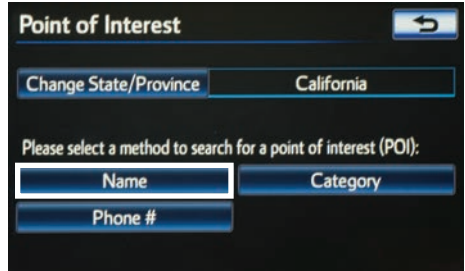 Point of Interest
Change State/Province California
Please select a method to search for a point of interest (POI):
Name Category
Phone #